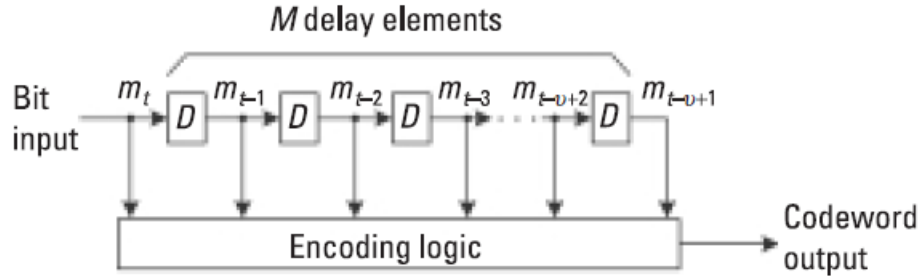 M delay elements
Bit input
m_t
D
m_{t–1}
D
m_{t–2}
D
m_{t–3}
m_{t–υ+2}
D
m_{t–υ+1}
Encoding logic
Codeword output